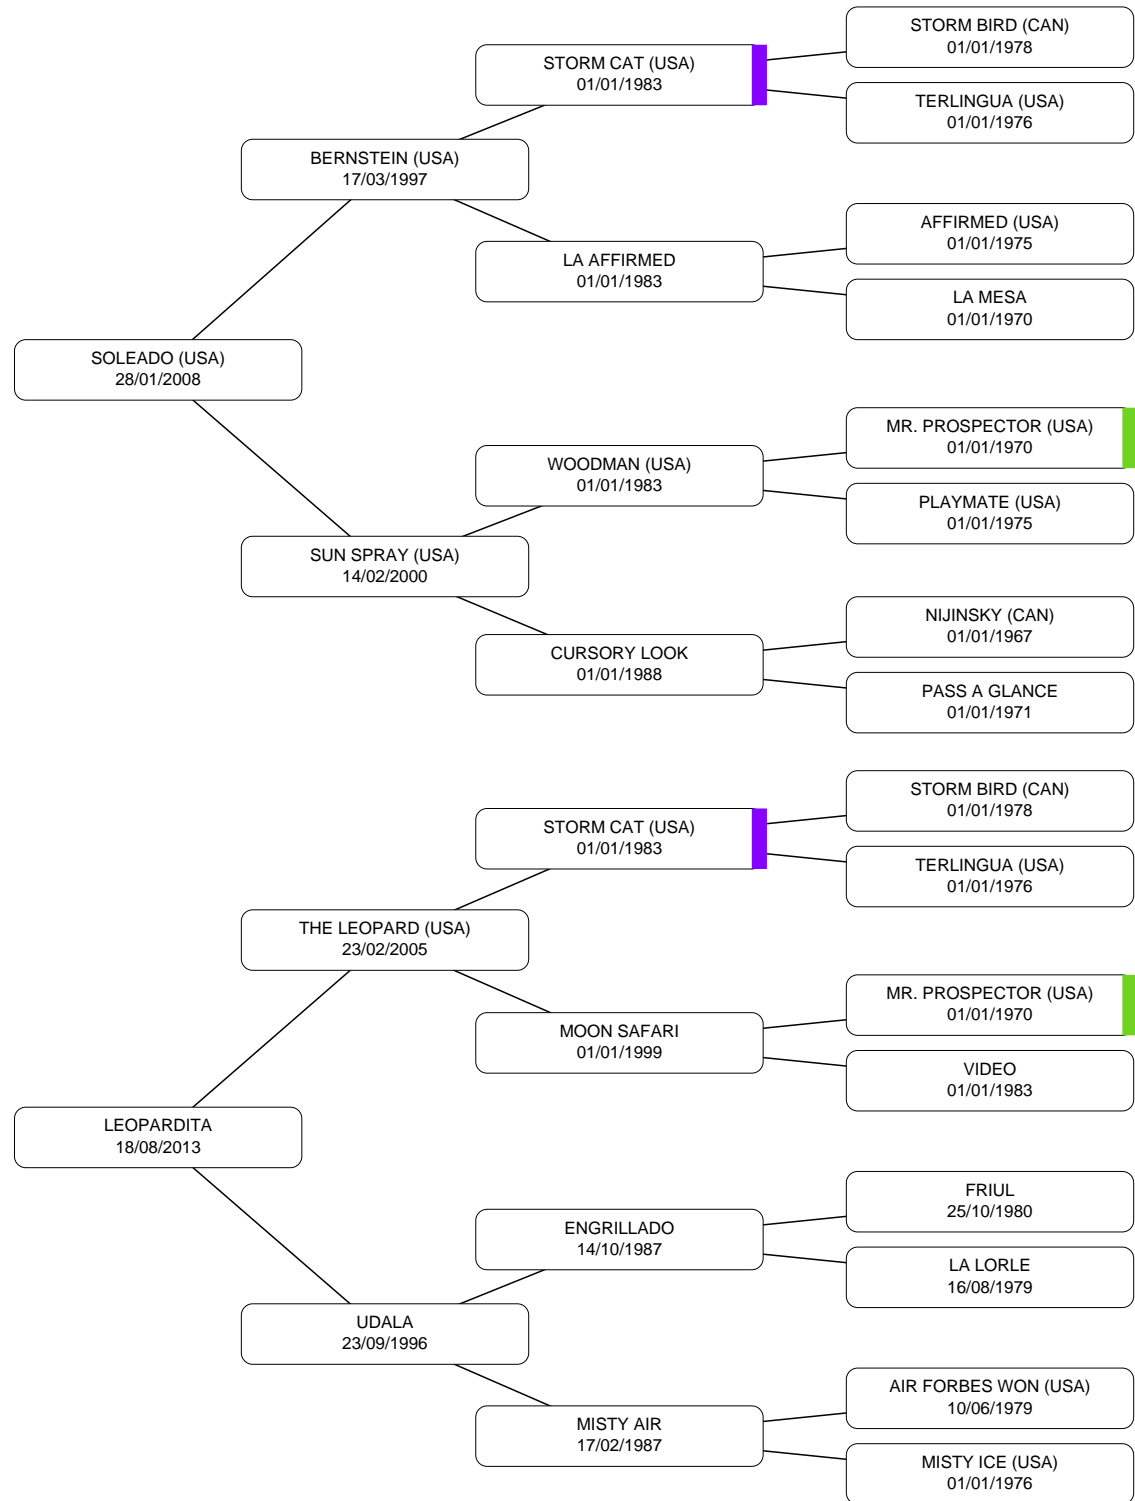 STORM BIRD (CAN)
01/01/1978
STORM CAT (USA)
01/01/1983
TERLINGUA (USA)
01/01/1976
BERNSTEIN (USA)
17/03/1997
AFFIRMED (USA)
01/01/1975
LA AFFIRMED
01/01/1983
LA MESA
01/01/1970
SOLEADO (USA)
28/01/2008
MR. PROSPECTOR (USA)
01/01/1970
WOODMAN (USA)
01/01/1983
PLAYMATE (USA)
01/01/1975
SUN SPRAY (USA)
14/02/2000
NIJINSKY (CAN)
01/01/1967
CURSORY LOOK
01/01/1988
PASS A GLANCE
01/01/1971
STORM BIRD (CAN)
01/01/1978
STORM CAT (USA)
01/01/1983
TERLINGUA (USA)
01/01/1976
THE LEOPARD (USA)
23/02/2005
MR. PROSPECTOR (USA)
01/01/1970
MOON SAFARI
01/01/1999
VIDEO
01/01/1983
LEOPARDITA
18/08/2013
FRIUL
25/10/1980
ENGRILLADO
14/10/1987
LA LORLE
16/08/1979
UDALA
23/09/1996
AIR FORBES WON (USA)
10/06/1979
MISTY AIR
17/02/1987
MISTY ICE (USA)
01/01/1976